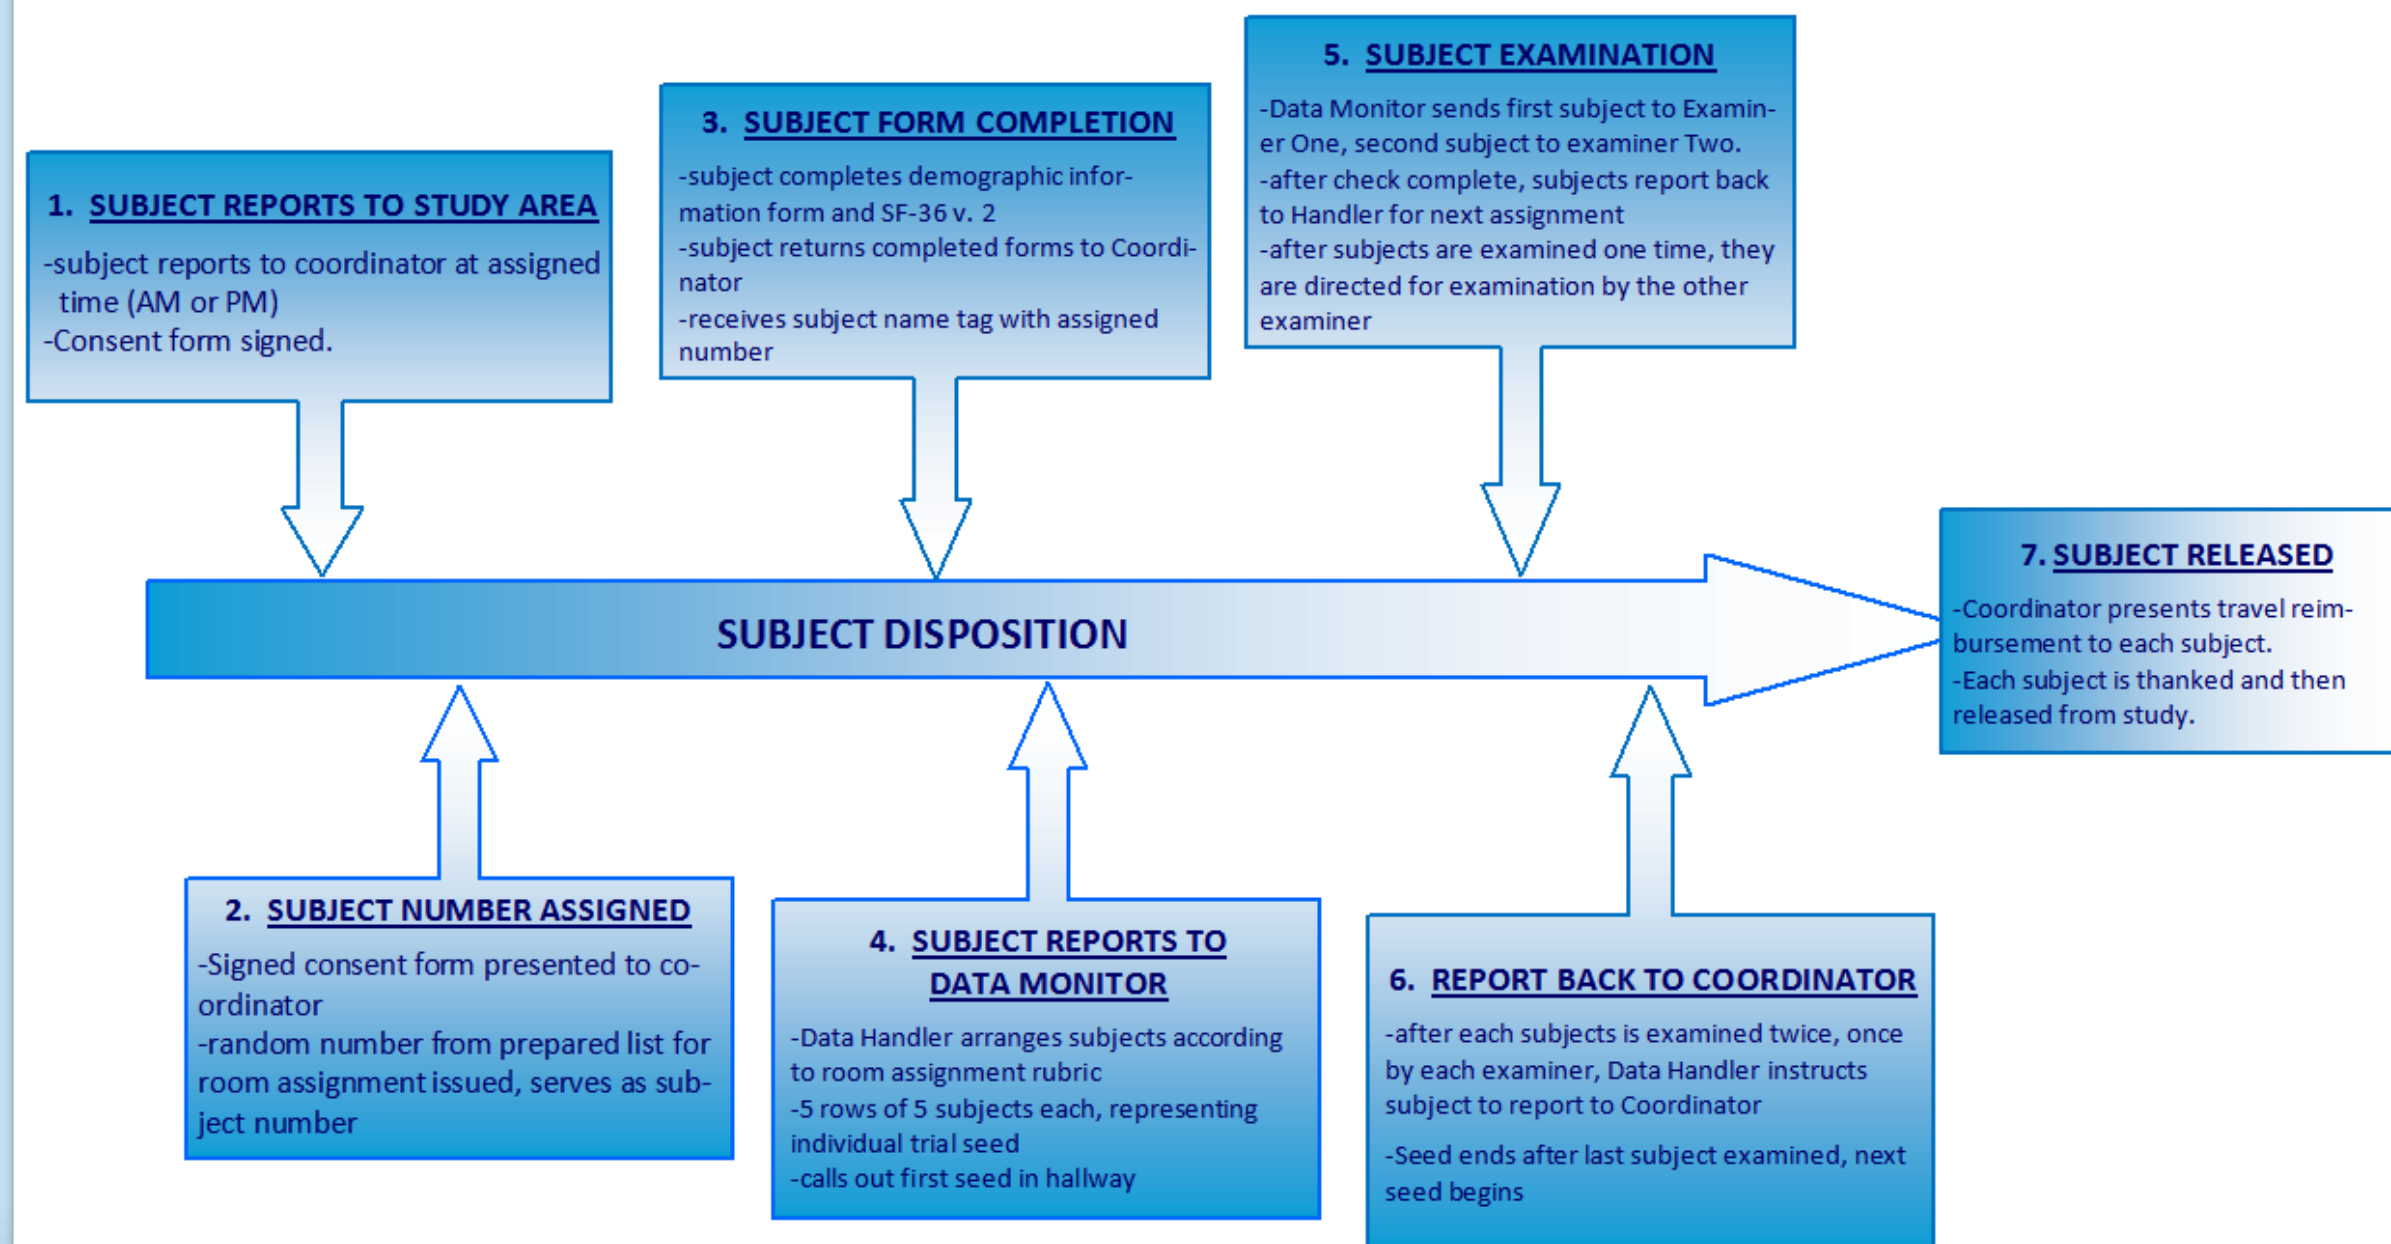 1. SUBJECT REPORTS TO STUDY AREA
-subject reports to coordinator at assigned
time (AM or PM)
-Consent form signed.
2. SUBJECT NUMBER ASSIGNED
-Signed consent form presented to co-
ordinator
-random number from prepared list for
room assignment issued, serves as sub-
ject number
3. SUBJECT FORM COMPLETION
-subject completes demographic infor-
mation form and SF-36 v. 2
-subject returns completed forms to Coordi-
nator
-receives subject name tag with assigned
number
4. SUBJECT REPORTS TO
DATA MONITOR
-Data Handler arranges subjects according
to room assignment rubric
-5 rows of 5 subjects each, representing
individual trial seed
-calls out first seed in hallway
5. SUBJECT EXAMINATION
-Data Monitor sends first subject to Examin-
er One, second subject to examiner Two.
-after check complete, subjects report back
to Handler for next assignment
-after subjects are examined one time, they
are directed for examination by the other
examiner
6. REPORT BACK TO COORDINATOR
-after each subjects is examined twice, once
by each examiner, Data Handler instructs
subject to report to Coordinator
-Seed ends after last subject examined, next
seed begins
7. SUBJECT RELEASED
-Coordinator presents travel reim-
bursement to each subject.
-Each subject is thanked and then
released from study.
SUBJECT DISPOSITION